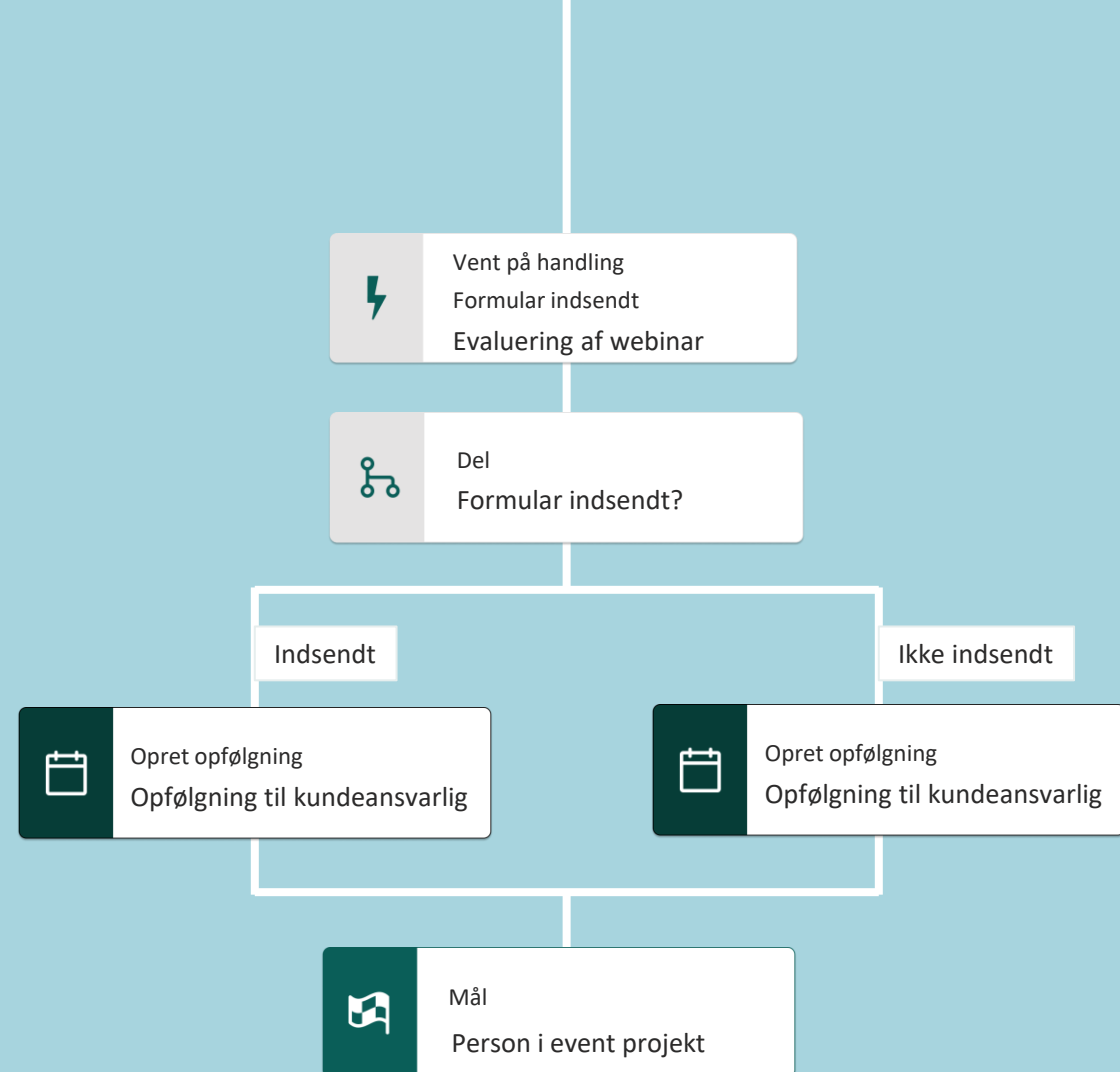 Vent på handling
Formular indsendt
Evaluering af webinar
Del
Formular indsendt?
Indsendt
Ikke indsendt
Opret opfølgning
Opfølgning til kundeansvarlig
Opret opfølgning
Opfølgning til kundeansvarlig
Mål
Person i event projekt